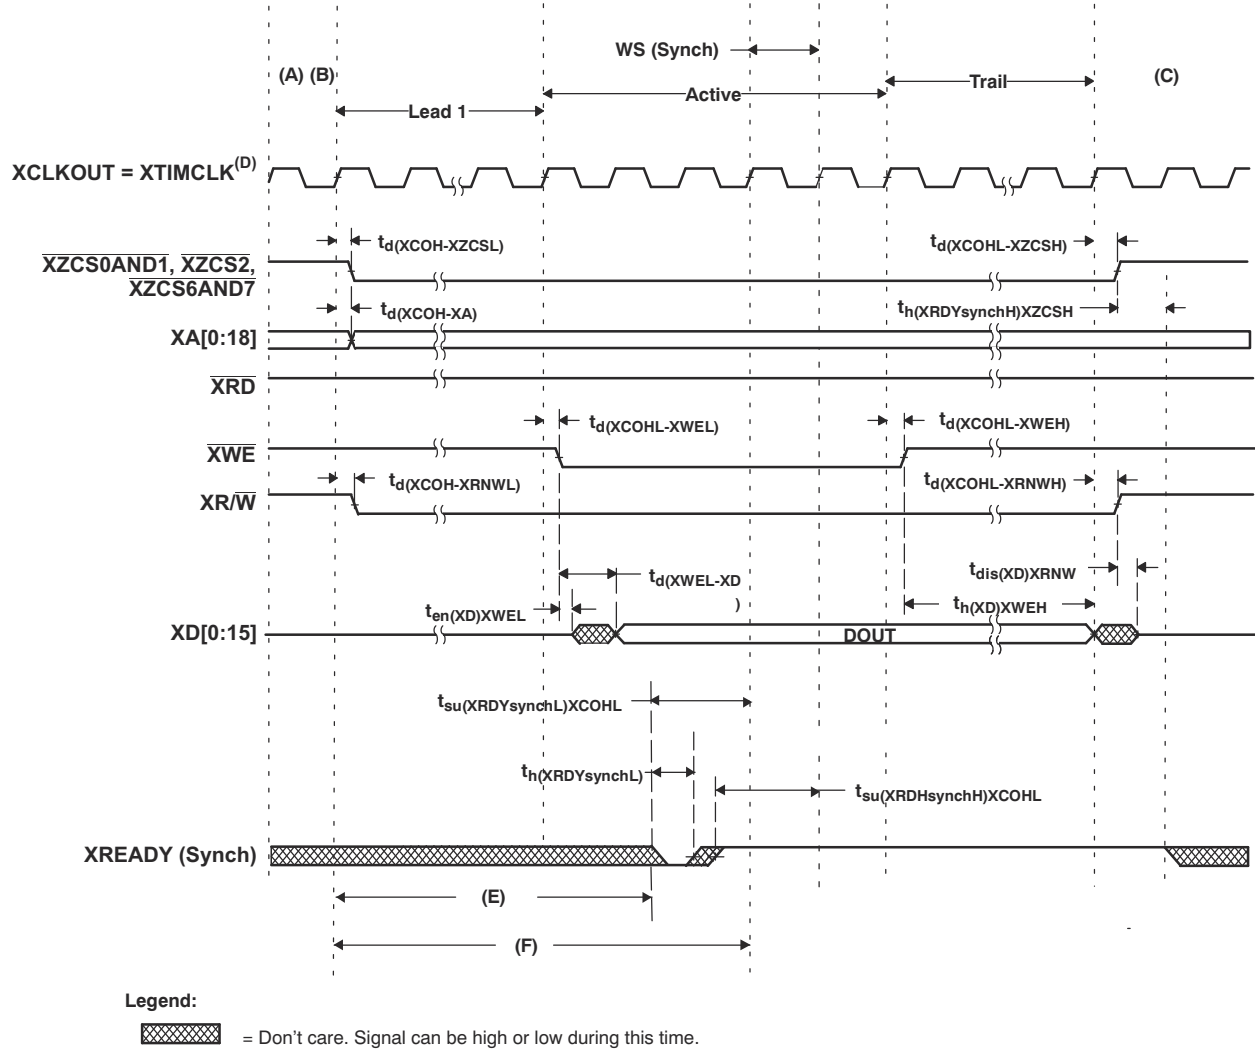 WS (Synch)
(A) (B)
Lead 1
Active
Trail
(C)
XCLKOUT = XTIMCLK(D)
td(XCOH-XZCSL)
td(XCOHL-XZCSH)
XZCS0AND1, XZCS2,
XZCS6AND7
td(XCOH-XA)
th(XRDYsynchH)XZCSH
XA[0:18]
XRD
td(XCOHL-XWEL)
td(XCOHL-XWEH)
XWE
td(XCOH-XRNWL)
td(XCOHL-XRNWH)
XR/W
td(XWEL-XD
)
tdis(XD)XRNW
ten(XD)XWEL
th(XD)XWEH
XD[0:15]
DOUT
tsu(XRDYsynchL)XCOHL
th(XRDYsynchL)
tsu(XRDHsynchH)XCOHL
XREADY (Synch)
(E)
(F)
Legend:
= Don't care. Signal can be high or low during this time.